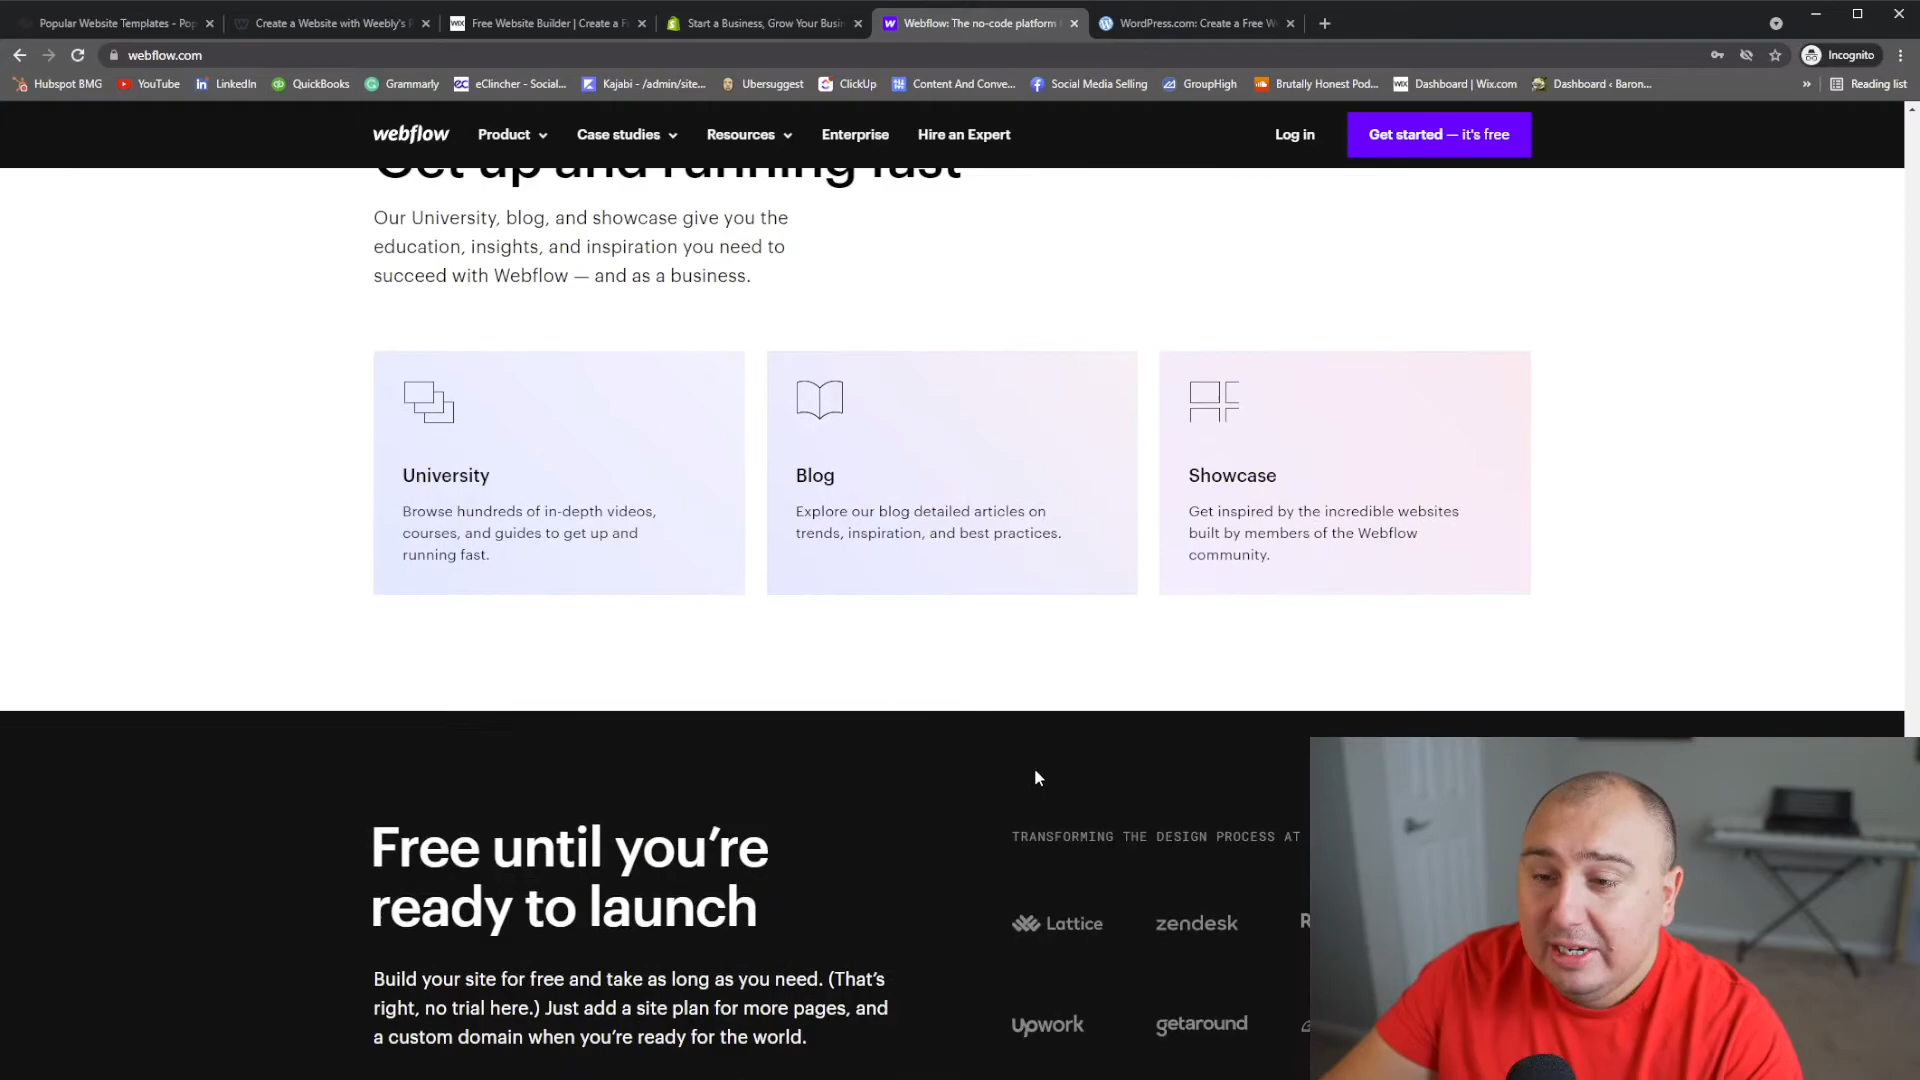 Popular Website Templates - Pop
Create a Website with Weebly's F
Free Website Builder | Create a F
Start a Business, Grow Your Busin
Webflow: The no-code platform
WordPress.com: Create a Free W
webflow.com
Incognito
Hubspot BMG
YouTube
LinkedIn
QuickBooks
Grammarly
eClincher - Social...
Kajabi - /admin/site...
Ubersuggest
ClickUp
Content And Conve...
Social Media Selling
GroupHigh
Brutally Honest Pod...
Dashboard | Wix.com
Dashboard ‹ Baron...
»
Reading list
webflow
Product
Case studies
Resources
Enterprise
Hire an Expert
Log in
Get started — it's free
Get up and running fast
Our University, blog, and showcase give you the
education, insights, and inspiration you need to
succeed with Webflow — and as a business.
University
Browse hundreds of in-depth videos,
courses, and guides to get up and
running fast.
Blog
Explore our blog detailed articles on
trends, inspiration, and best practices.
Showcase
Get inspired by the incredible websites
built by members of the Webflow
community.
Free until you're
ready to launch
Build your site for free and take as long as you need. (That's
right, no trial here.) Just add a site plan for more pages, and
a custom domain when you're ready for the world.
TRANSFORMING THE DESIGN PROCESS AT
Lattice
zendesk
R
upwork
getaround